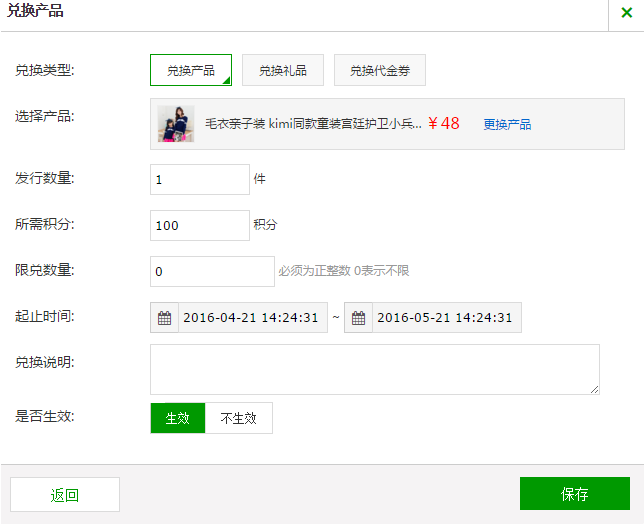 兑换产品 ×
兑换类型: 兑换产品 兑换礼品 兑换代金券
选择产品: 毛衣亲子装 kimi同款童装宫廷护卫小兵... ￥48 更换产品
发行数量: 1 件
所需积分: 100 积分
限兑数量: 0 必须为正整数 0表示不限
起止时间: 2016-04-21 14:24:31 ~ 2016-05-21 14:24:31
兑换说明:
是否生效: 生效 不生效
返回 保存